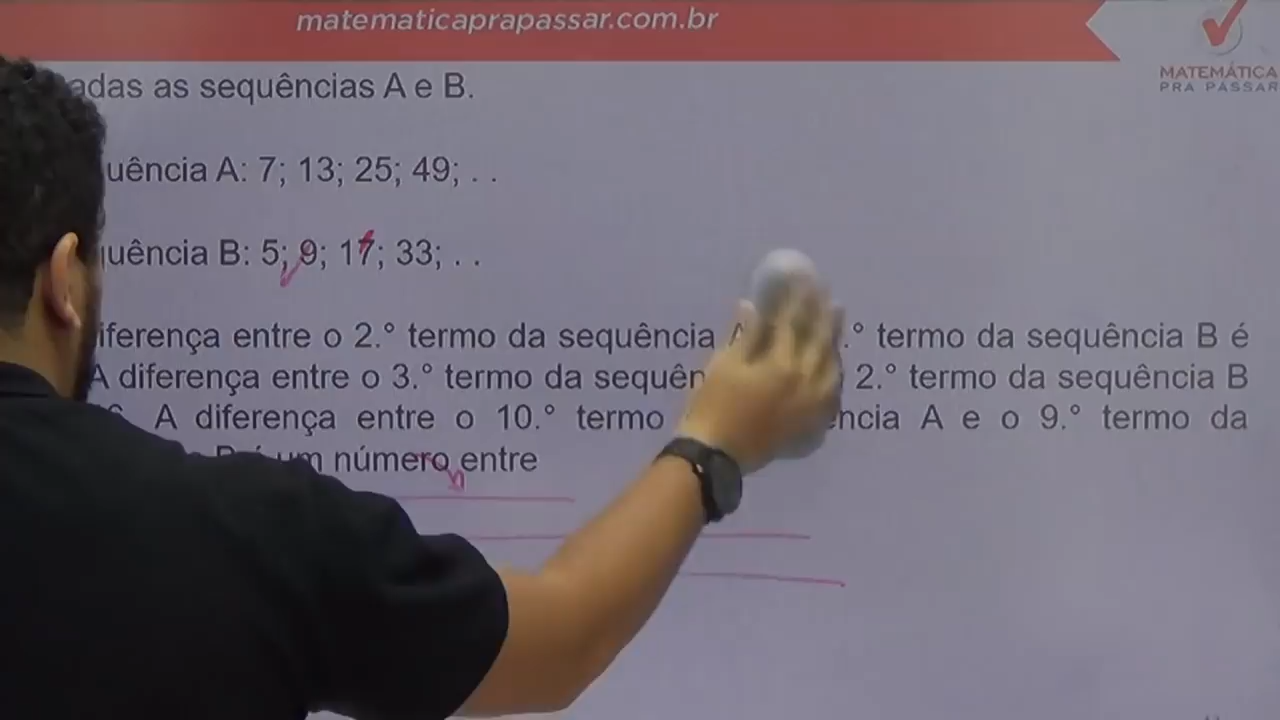 matematicaprapassar.com.br
MATEMÁTICA
PRA PASSAR
adas as sequências A e B.
uência A: 7; 13; 25; 49; . .
uência B: 5; 9; 17; 33; . .
iferença entre o 2.° termo da sequência A .° termo da sequência B é
A diferença entre o 3.° termo da sequên 2.° termo da sequência B
A diferença entre o 10.° termo ência A e o 9.° termo da
um número entre